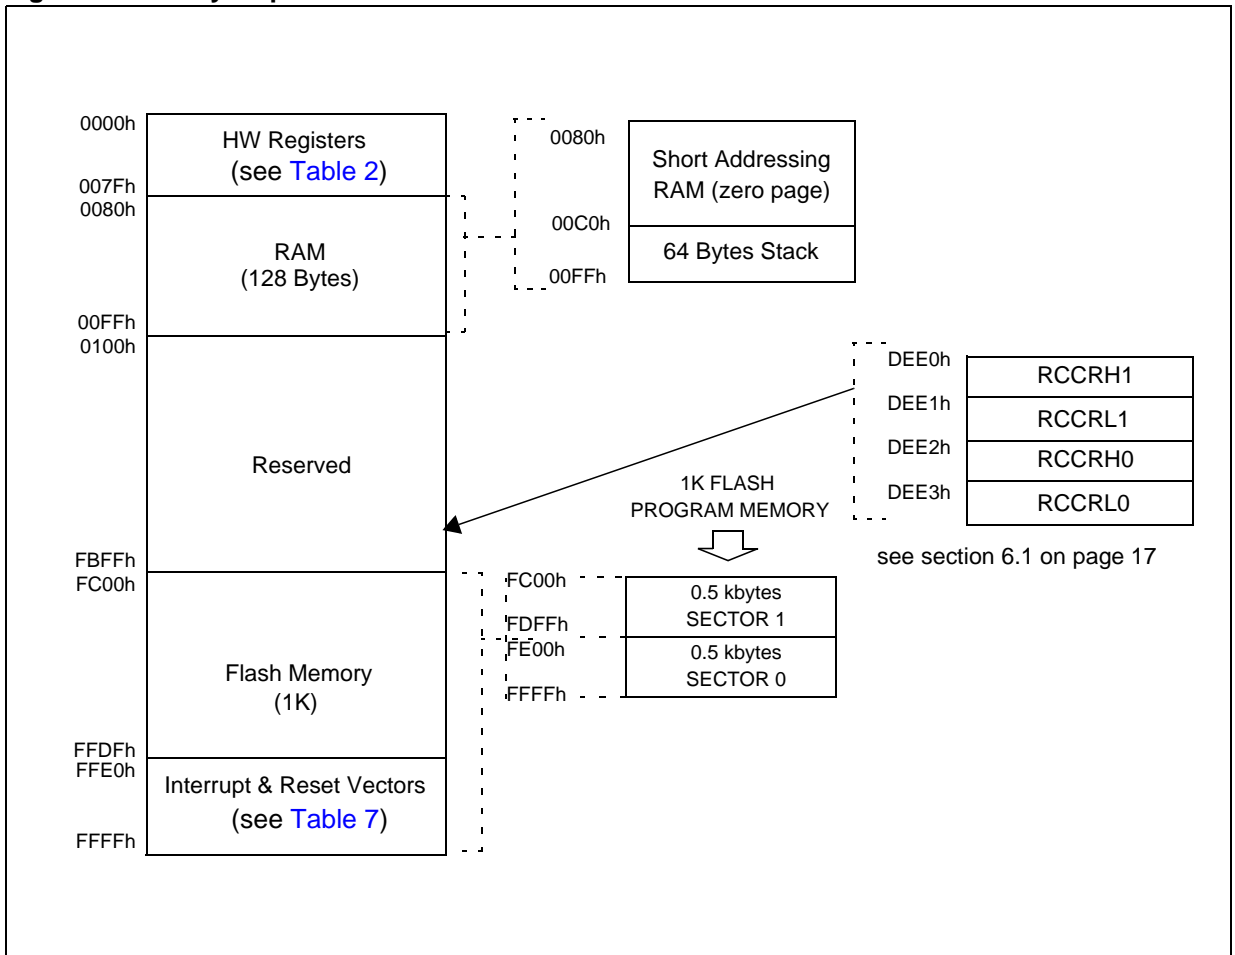 0000h
HW Registers
(see Table 2)
007Fh
0080h
RAM
(128 Bytes)
00FFh
0100h
Reserved
FBFFh
FC00h
Flash Memory
(1K)
FFDFh
FFE0h
Interrupt & Reset Vectors
(see Table 7)
FFFFh
0080h
Short Addressing
RAM (zero page)
00C0h
64 Bytes Stack
00FFh
DEE0h
RCCRH1
DEE1h
RCCRL1
DEE2h
RCCRH0
DEE3h
RCCRL0
see section 6.1 on page 17
1K FLASH
PROGRAM MEMORY
FC00h
0.5 kbytes
SECTOR 1
FDFFh
FE00h
0.5 kbytes
SECTOR 0
FFFFh